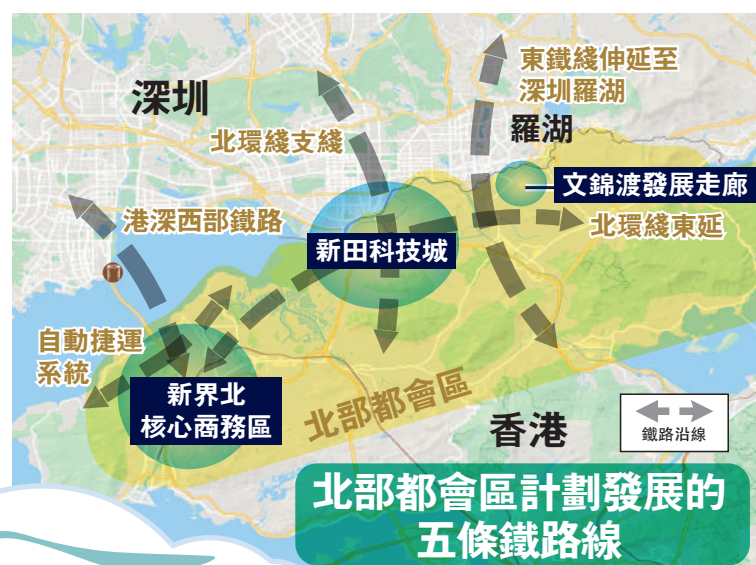 深圳
東鐵綫伸延至
深圳羅湖
羅湖
北環綫支綫
文錦渡發展走廊
港深西部鐵路
北環綫東延
新田科技城
自動捷運
系統
新界北
核心商務區
北部都會區
香港
鐵路沿線
北部都會區計劃發展的
五條鐵路線